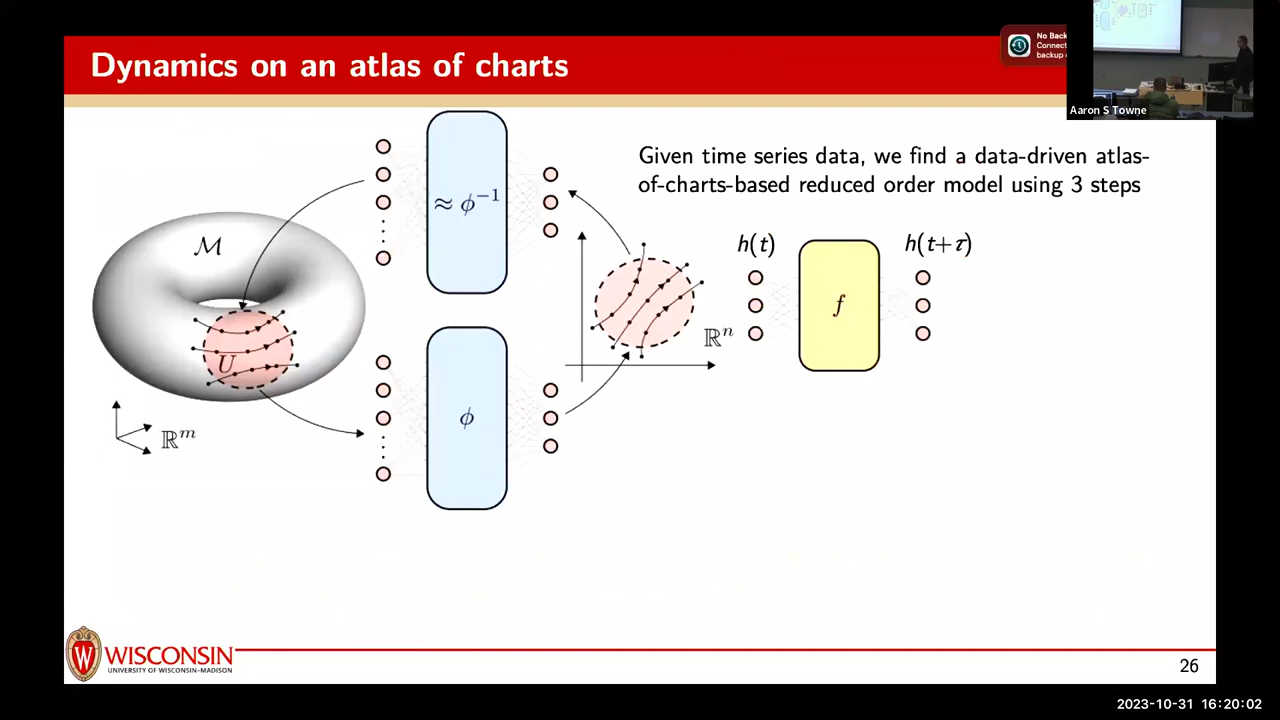 Dynamics on an atlas of charts
No Back
Connect
backup
Aaron S Towne
Given time series data, we find a data-driven atlas-
of-charts-based reduced order model using 3 steps
≈ ϕ⁻¹
ℳ
h(t)
h(t+τ)
f
U
ℝⁿ
ϕ
ℝᵐ
WISCONSIN
UNIVERSITY OF WISCONSIN–MADISON
26
2023-10-31 16:20:02